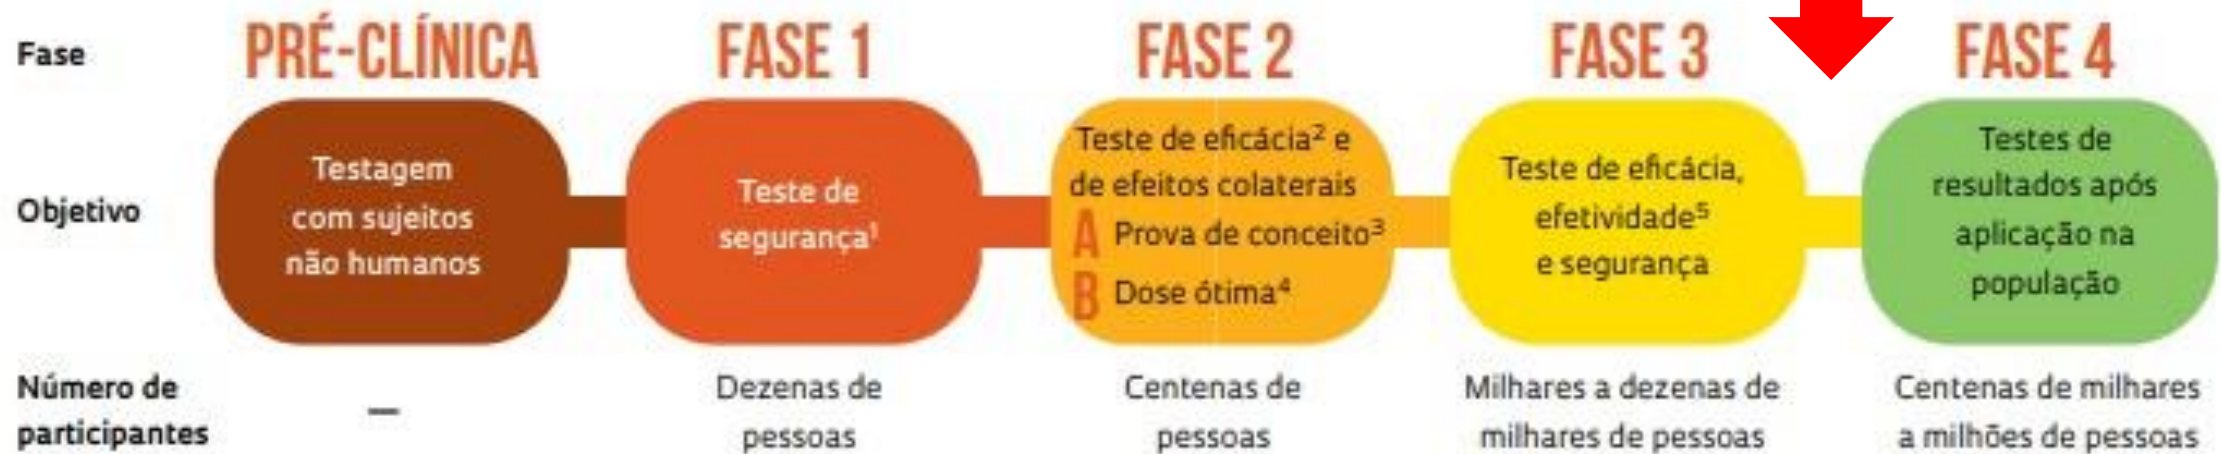 Fase
PRÉ-CLÍNICA
FASE 1
FASE 2
FASE 3
FASE 4
Objetivo
Testagem
com sujeitos
não humanos
Teste de
segurança¹
Teste de eficácia² e
de efeitos colaterais
A Prova de conceito³
B Dose ótima⁴
Teste de eficácia,
efetividade⁵
e segurança
Testes de
resultados após
aplicação na
população
Número de
participantes
—
Dezenas de
pessoas
Centenas de
pessoas
Milhares a dezenas de
milhares de pessoas
Centenas de milhares
a milhões de pessoas